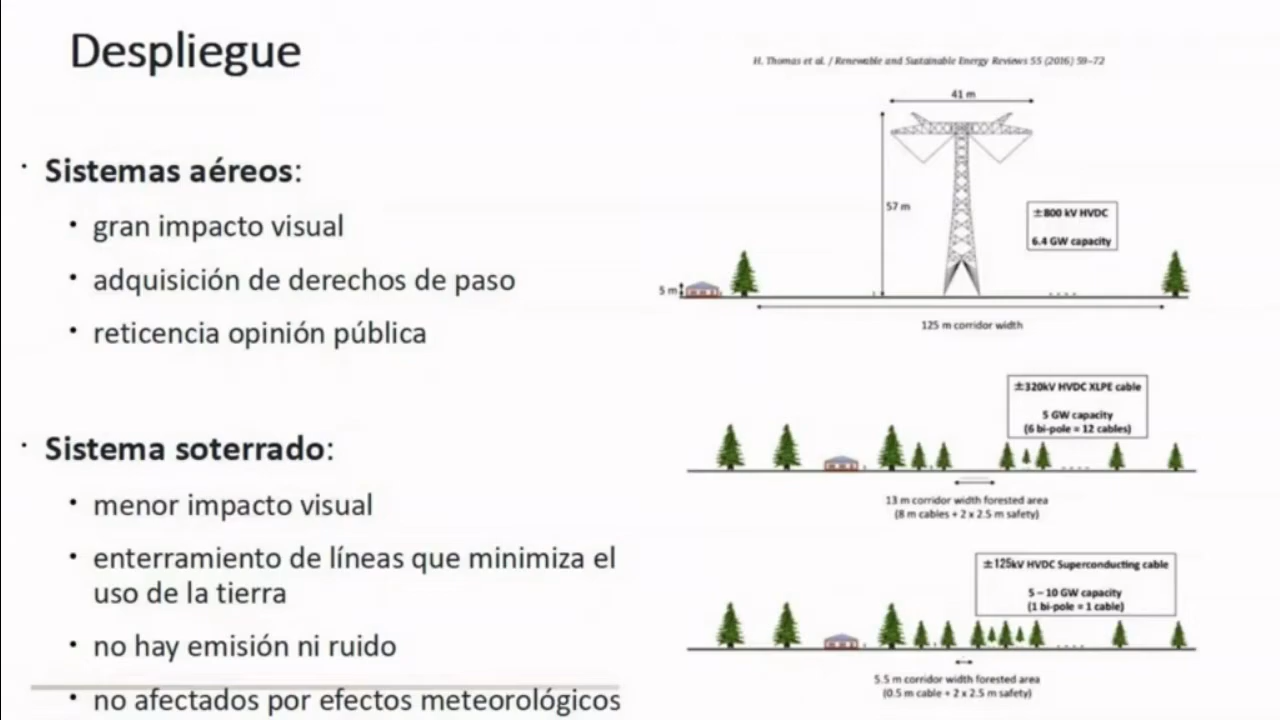 Despliegue
· Sistemas aéreos:
• gran impacto visual
• adquisición de derechos de paso
• reticencia opinión pública
· Sistema soterrado:
• menor impacto visual
• enterramiento de líneas que minimiza el
uso de la tierra
• no hay emisión ni ruido
• no afectados por efectos meteorológicos
H. Thomas et al. / Renewable and Sustainable Energy Reviews 55 (2016) 59–72
41 m
57 m
±800 kV HVDC
6.4 GW capacity
5 m
125 m corridor width
±320kV HVDC XLPE cable
5 GW capacity
(6 bi-pole = 12 cables)
13 m corridor width forested area
(8 m cables + 2 x 2.5 m safety)
±125kV HVDC Superconducting cable
5 – 10 GW capacity
(1 bi-pole = 1 cable)
5.5 m corridor width forested area
(0.5 m cable + 2 x 2.5 m safety)